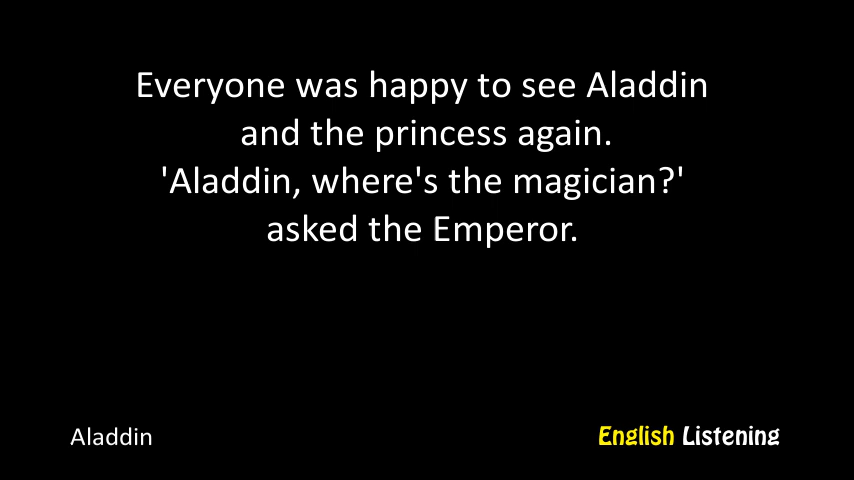 Everyone was happy to see Aladdin
and the princess again.
'Aladdin, where's the magician?'
asked the Emperor.
Aladdin
English Listening